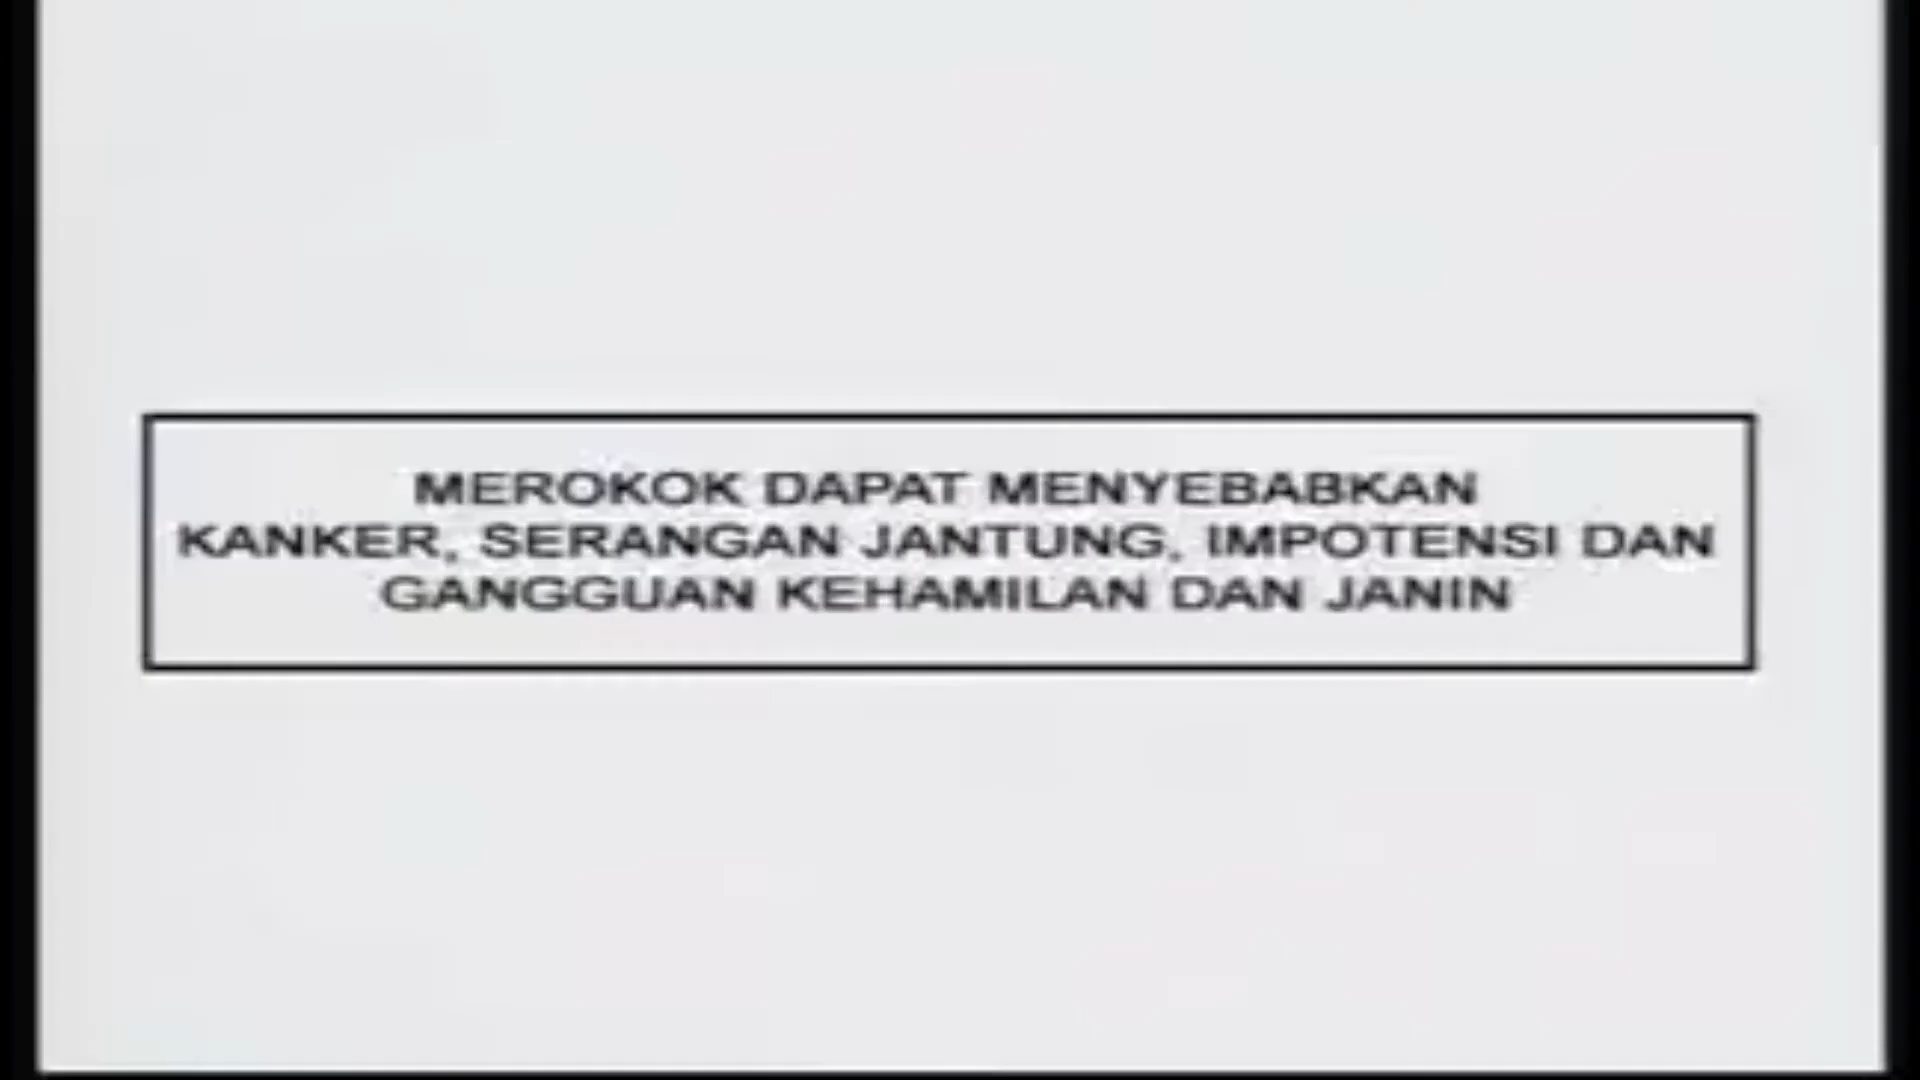 MEROKOK DAPAT MENYEBABKAN
KANKER, SERANGAN JANTUNG, IMPOTENSI DAN
GANGGUAN KEHAMILAN DAN JANIN